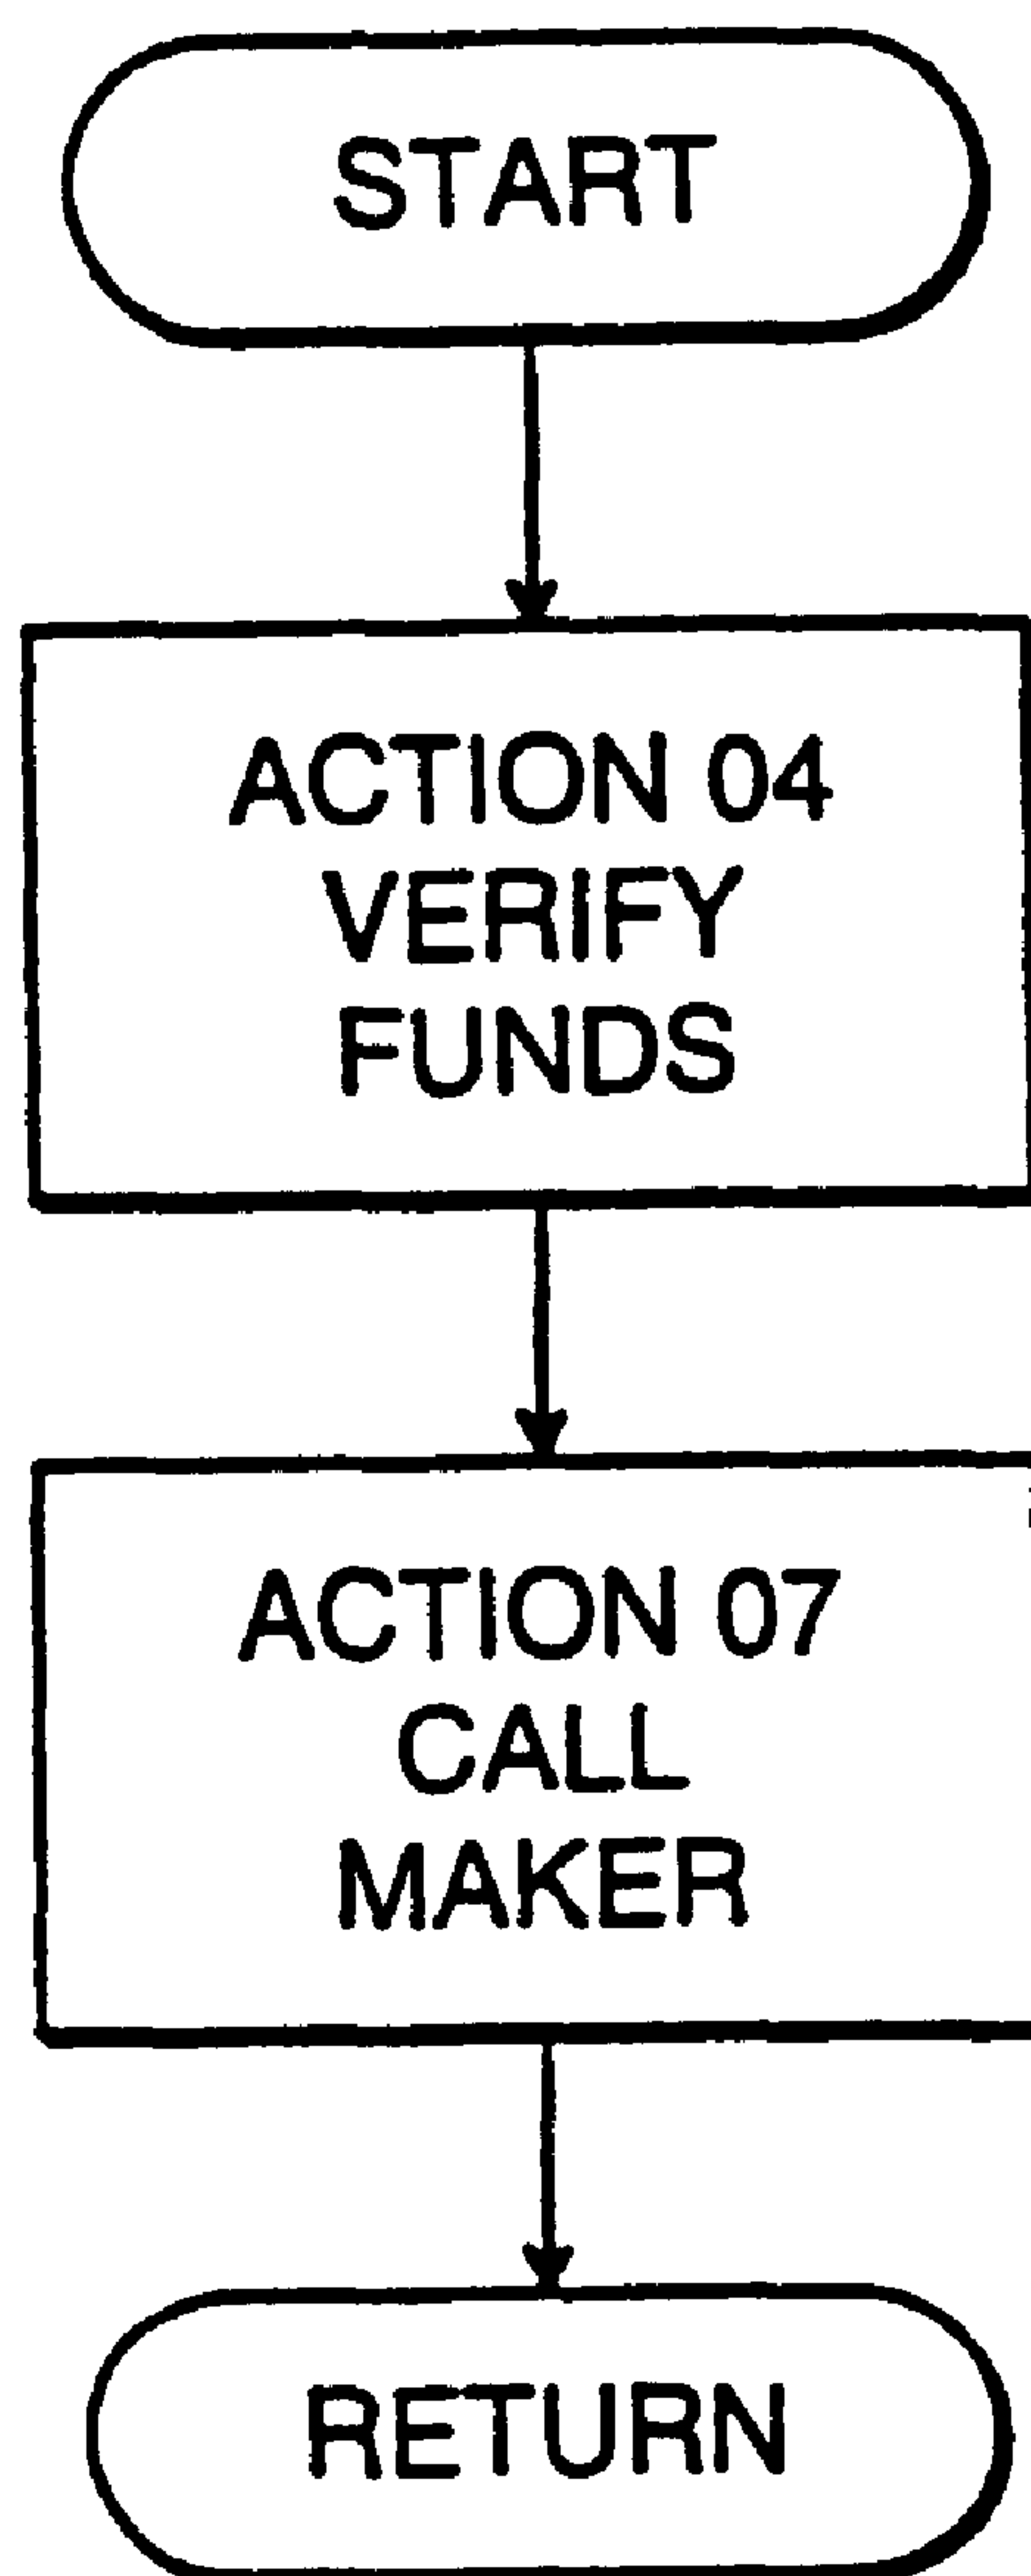 START
ACTION 04
VERIFY
FUNDS
ACTION 07
CALL
MAKER
RETURN